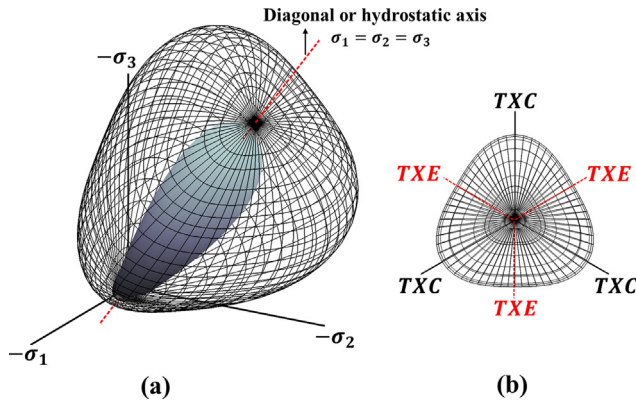 Diagonal or hydrostatic axis
σ₁ = σ₂ = σ₃
−σ₃
TXC
TXE TXE
−σ₁
−σ₂
TXC TXC
TXE
(a)
(b)